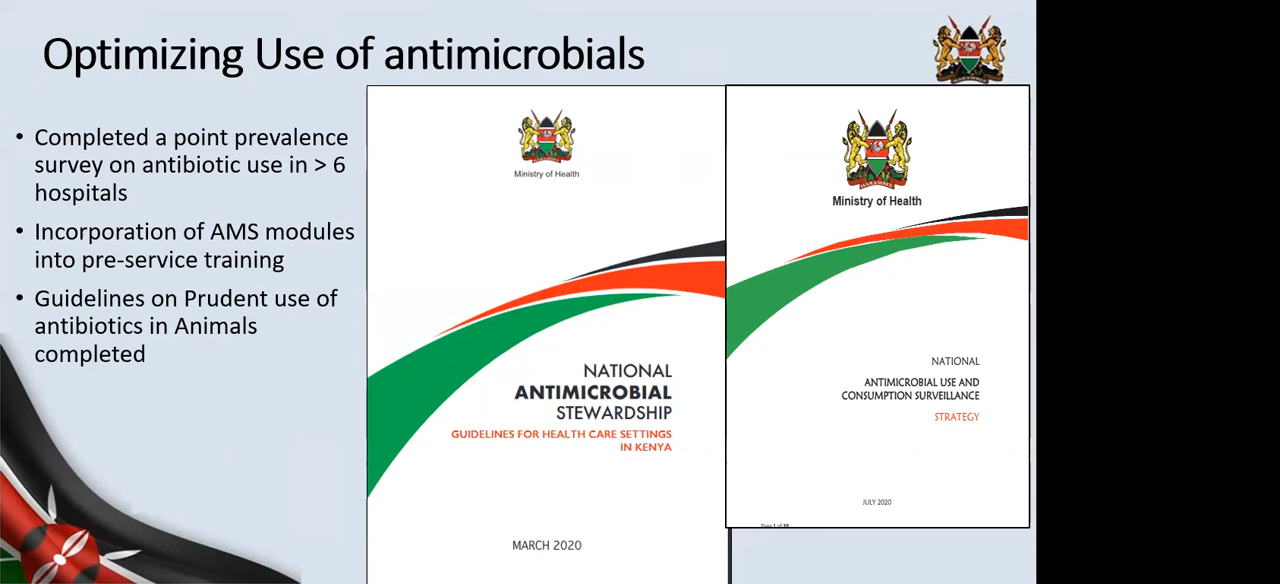 Optimizing Use of antimicrobials
• Completed a point prevalence
survey on antibiotic use in > 6
hospitals
• Incorporation of AMS modules
into pre-service training
• Guidelines on Prudent use of
antibiotics in Animals
completed
Ministry of Health
NATIONAL
ANTIMICROBIAL
STEWARDSHIP
GUIDELINES FOR HEALTH CARE SETTINGS
IN KENYA
MARCH 2020
Ministry of Health
NATIONAL
ANTIMICROBIAL USE AND
CONSUMPTION SURVEILLANCE
STRATEGY
JULY 2020